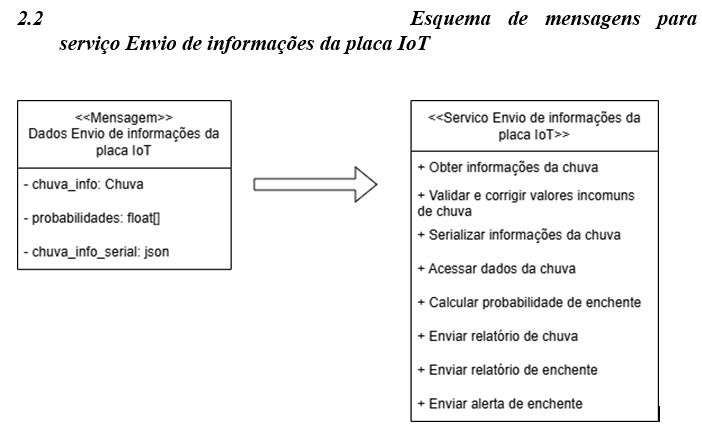 2.2 Esquema de mensagens para
serviço Envio de informações da placa IoT
<<Mensagem>>
Dados Envio de informações da
placa IoT
- chuva_info: Chuva
- probabilidades: float[]
- chuva_info_serial: json
<<Servico Envio de informações da
placa IoT>>
+ Obter informações da chuva
+ Validar e corrigir valores incomuns
de chuva
+ Serializar informações da chuva
+ Acessar dados da chuva
+ Calcular probabilidade de enchente
+ Enviar relatório de chuva
+ Enviar relatório de enchente
+ Enviar alerta de enchente